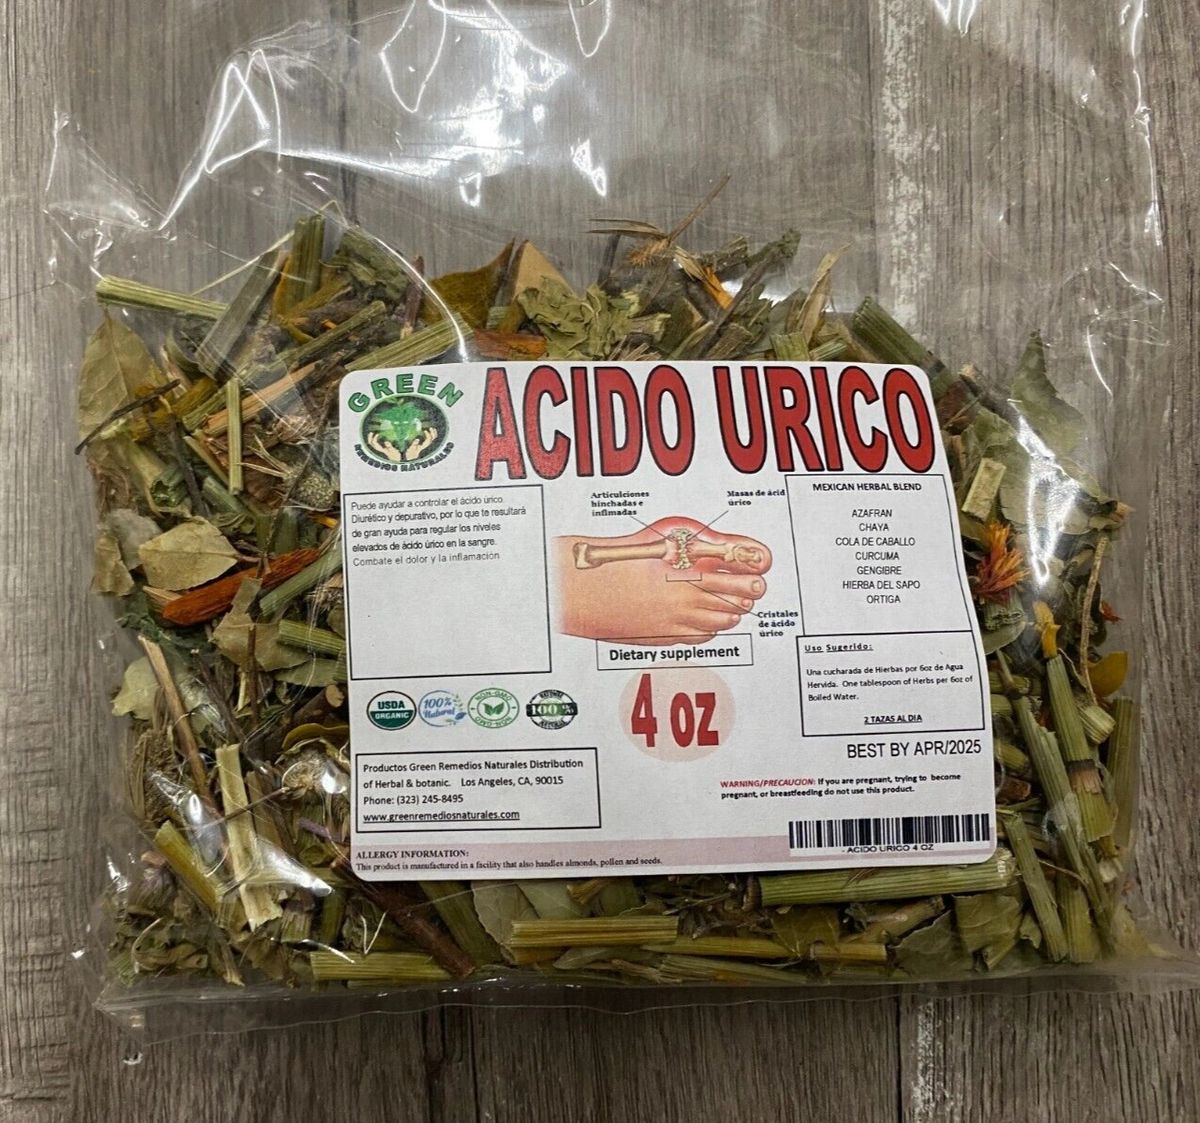 GREEN
REMEDIOS NATURALES
ACIDO URICO
Puede ayudar a controlar el ácido úrico.
Diurético y depurativo, por lo que te resultará
de gran ayuda para regular los niveles
elevados de ácido úrico en la sangre.
Combate el dolor y la inflamación
Articulciones
hinchadas e
inflmadas
Masas de ácid
úrico
Cristales
de ácido
úrico
Dietary supplement
4 oz
MEXICAN HERBAL BLEND
AZAFRAN
CHAYA
COLA DE CABALLO
CURCUMA
GENGIBRE
HIERBA DEL SAPO
ORTIGA
Uso Sugerido:
Una cucharada de Hierbas por 6oz de Agua
Hervida. One tablespoon of Herbs per 6oz of
Boiled Water.
2 TAZAS AL DIA
BEST BY APR/2025
USDA
ORGANIC
100%
Natural
NON-GMO
NATURAL
100 %
Productos Green Remedios Naturales Distribution
of Herbal & botanic. Los Angeles, CA, 90015
Phone: (323) 245-8495
www.greenremediosnaturales.com
WARNING/PRECAUCION: If you are pregnant, trying to become
pregnant, or breastfeeding do not use this product.
ACIDO URICO 4 OZ
ALLERGY INFORMATION:
This product is manufactured in a facility that also handles almonds, pollen and seeds.